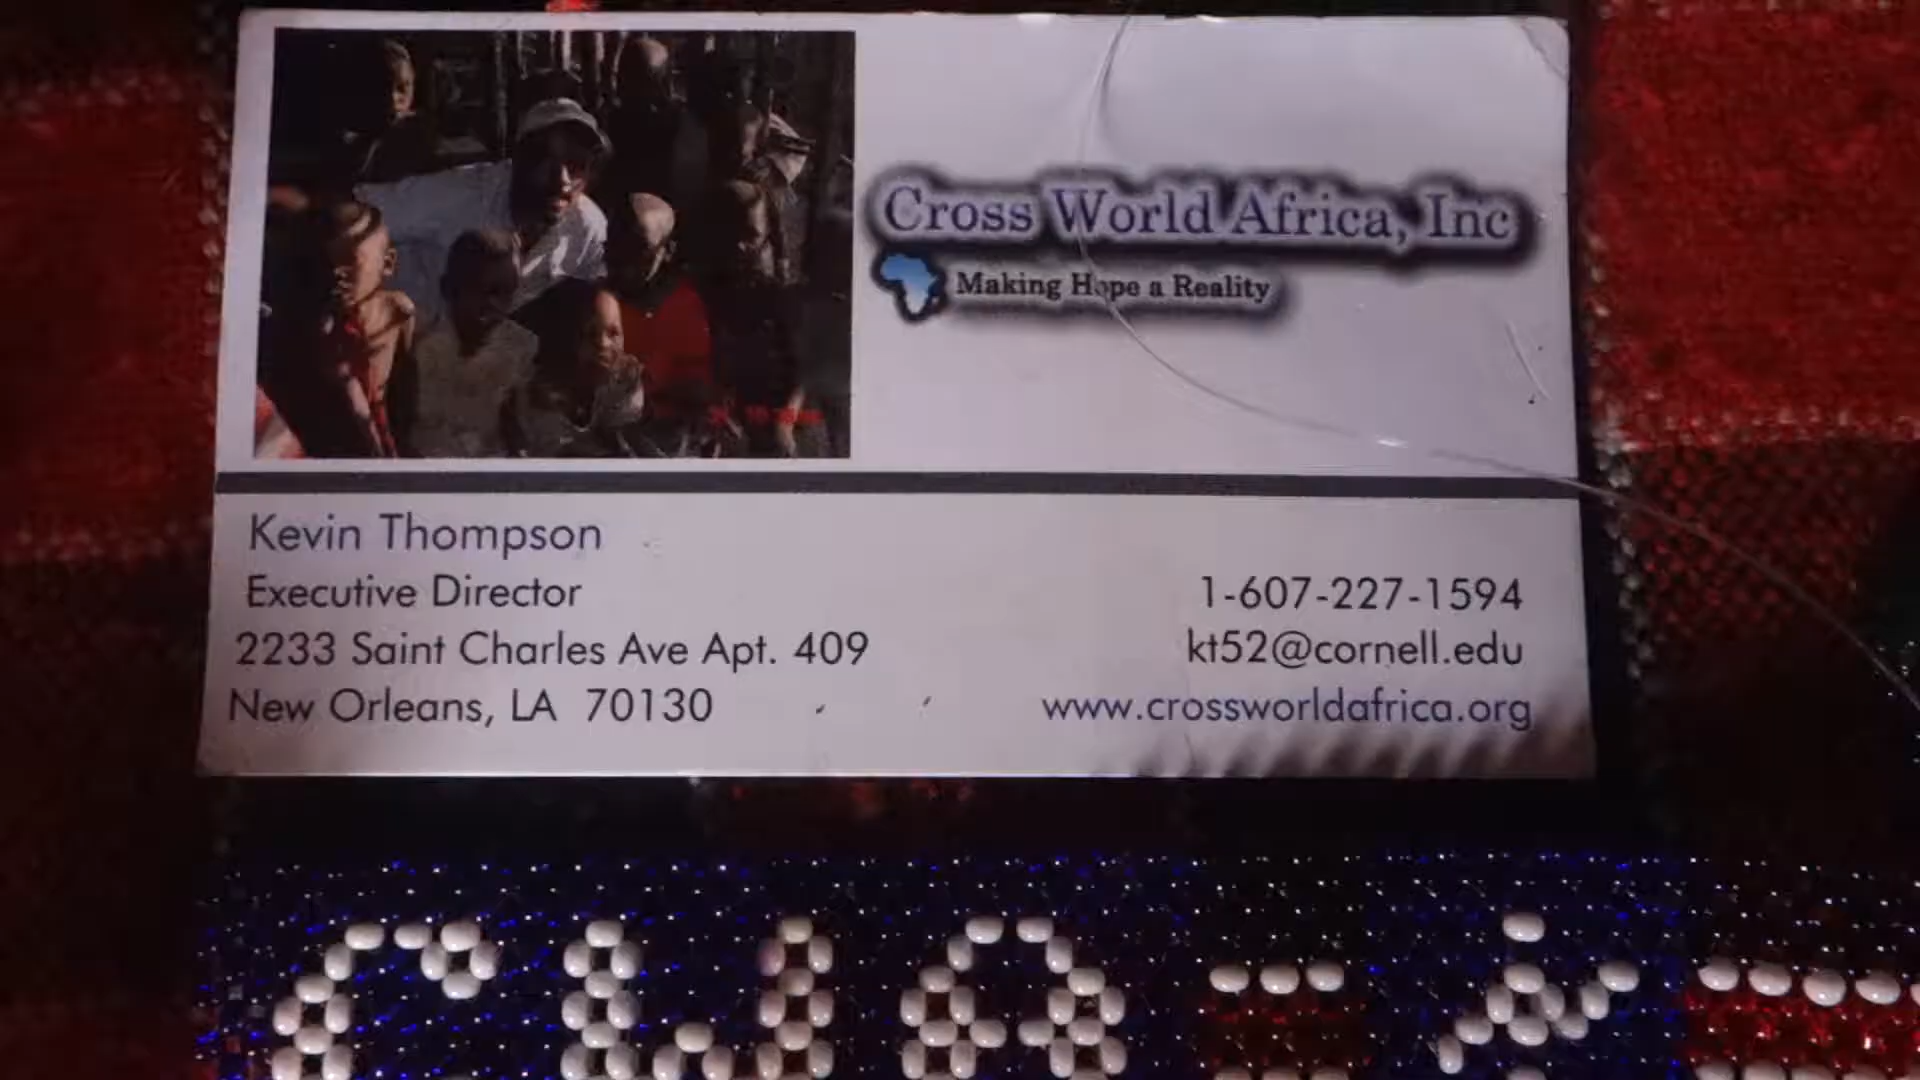 Cross World Africa, Inc
Making Hope a Reality
Kevin Thompson
Executive Director
2233 Saint Charles Ave Apt. 409
New Orleans, LA 70130
1-607-227-1594
kt52@cornell.edu
www.crossworldafrica.org
CWA